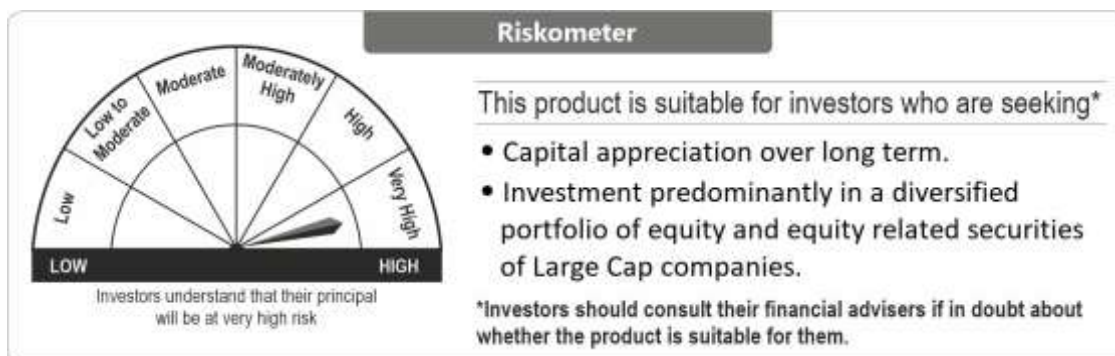 Riskometer
Low
Low to
Moderate
Moderate
Moderately
High
High
Very High
LOW
HIGH
Investors understand that their principal
will be at very high risk
This product is suitable for investors who are seeking*
• Capital appreciation over long term.
• Investment predominantly in a diversified
portfolio of equity and equity related securities
of Large Cap companies.
*Investors should consult their financial advisers if in doubt about
whether the product is suitable for them.